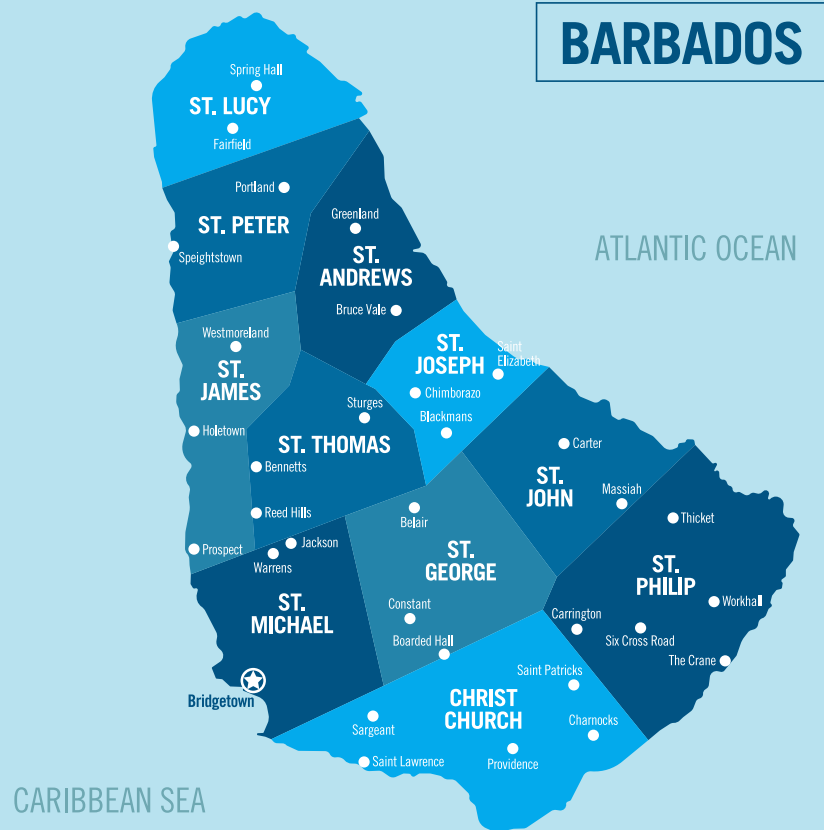 BARBADOS
Spring Hall
ST. LUCY
Fairfield
Portland
ST. PETER
Speightstown
Greenland
ST.
ANDREWS
Bruce Vale
ATLANTIC OCEAN
Westmoreland
ST.
JAMES
Holetown
Prospect
ST.
JOSEPH
Saint
Elizabeth
Chimborazo
Blackmans
Sturges
ST. THOMAS
Bennetts
Reed Hills
Carter
ST.
JOHN
Massiah
Belair
ST.
GEORGE
Constant
Boarded Hall
Jackson
Warrens
ST.
MICHAEL
Bridgetown
Thicket
ST.
PHILIP
Workhall
Carrington
Six Cross Road
The Crane
Saint Patricks
CHRIST
CHURCH
Charnocks
Sargeant
Providence
Saint Lawrence
CARIBBEAN SEA